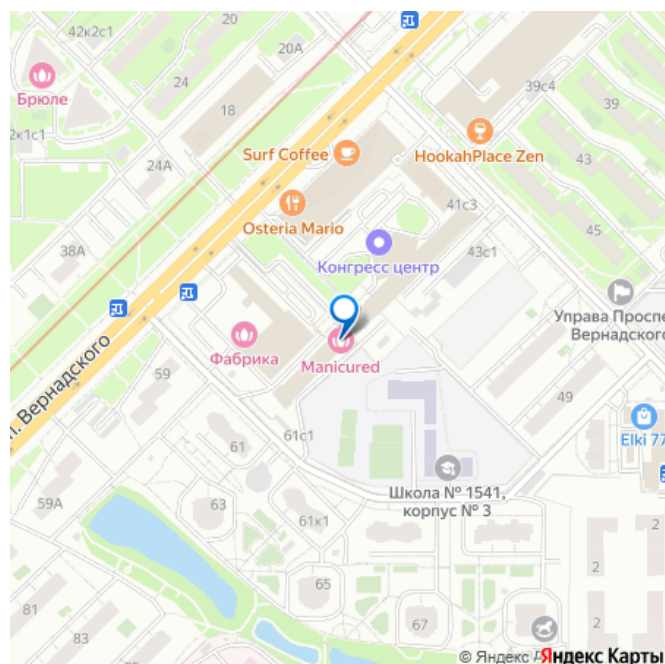 42к2с1
20
20А
Брюле
24
18
39с4
39
2к1с1
Surf Coffee
HookahPlace Zen
43
24А
41с3
Osteria Mario
45
38А
Конгресс центр
43с1
Управа Проспе
Вернадского
Фабрика
Manicured
п. Вернадского
59
49
61с1
61
Elki 77
Школа № 1541,
корпус № 3
59А
63
61к1
2
65
2
81
67
2
83
© Яндекс
Яндекс Карты